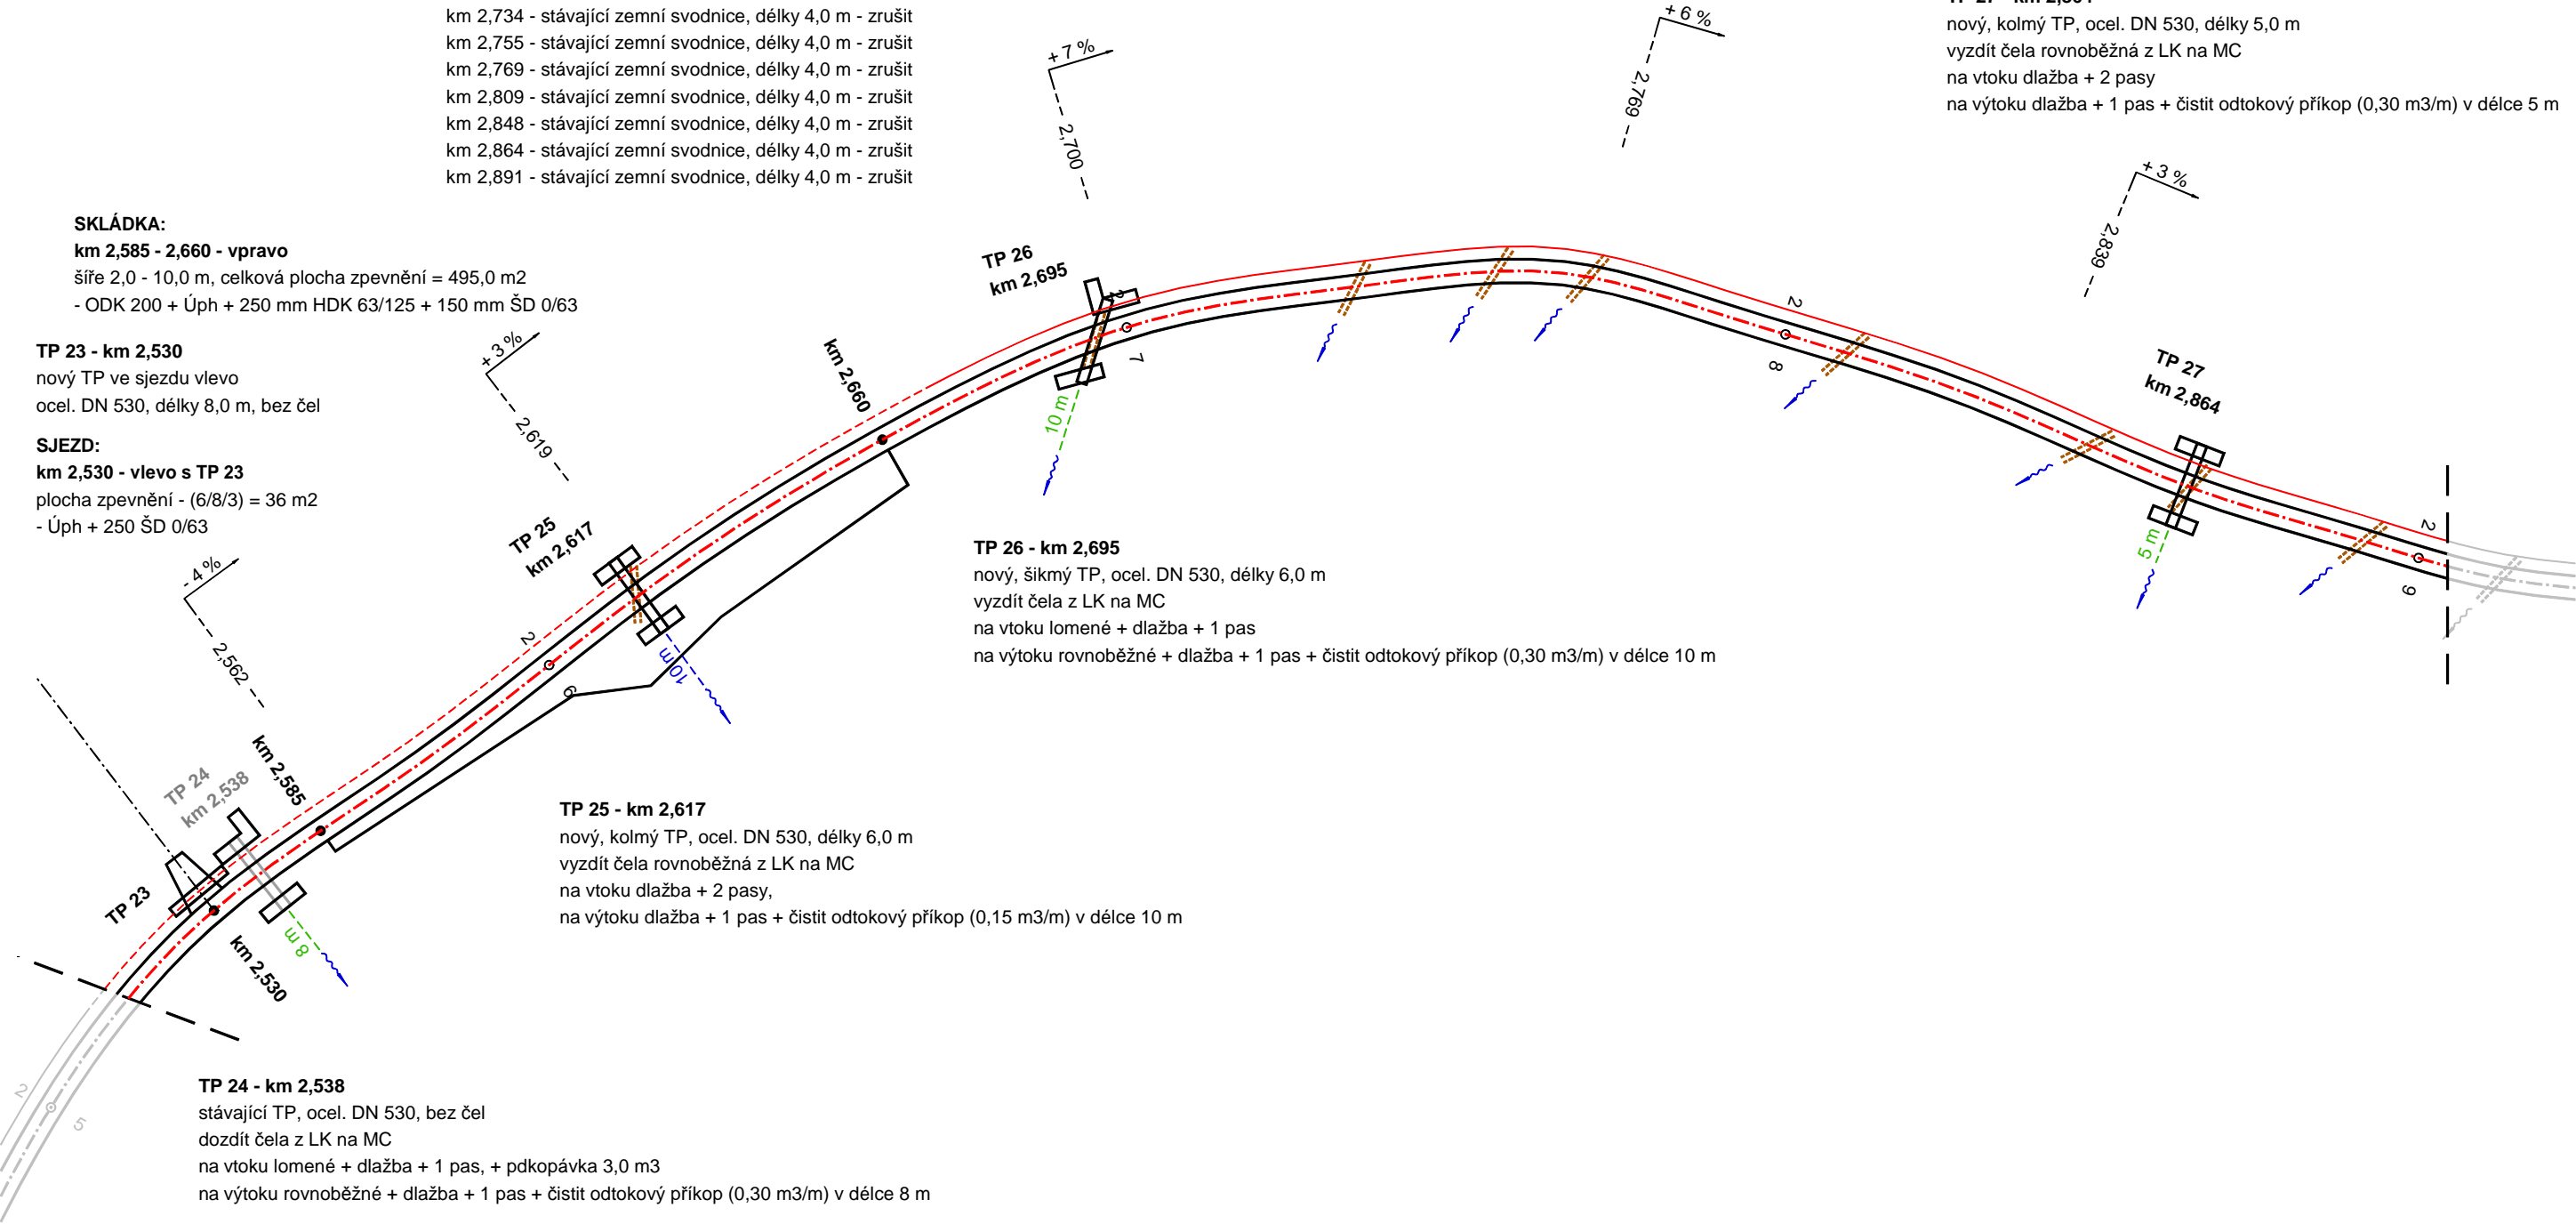 km 2,734 - stávající zemní svodnice, délky 4,0 m - zrušit
km 2,755 - stávající zemní svodnice, délky 4,0 m - zrušit
km 2,769 - stávající zemní svodnice, délky 4,0 m - zrušit
km 2,809 - stávající zemní svodnice, délky 4,0 m - zrušit
km 2,848 - stávající zemní svodnice, délky 4,0 m - zrušit
km 2,864 - stávající zemní svodnice, délky 4,0 m - zrušit
km 2,891 - stávající zemní svodnice, délky 4,0 m - zrušit
nový, kolmý TP, ocel. DN 530, délky 5,0 m
vyzdít čela rovnoběžná z LK na MC
na vtoku dlažba + 2 pasy
na výtoku dlažba + 1 pas + čistit odtokový příkop (0,30 m3/m) v délce 5 m
SKLÁDKA:
km 2,585 - 2,660 - vpravo
šíře 2,0 - 10,0 m, celková plocha zpevnění = 495,0 m2
- ODK 200 + Úph + 250 mm HDK 63/125 + 150 mm ŠD 0/63
TP 23 - km 2,530
nový TP ve sjezdu vlevo
ocel. DN 530, délky 8,0 m, bez čel
SJEZD:
km 2,530 - vlevo s TP 23
plocha zpevnění - (6/8/3) = 36 m2
- Úph + 250 ŠD 0/63
- 4 %
2,562
+ 3 %
2,619
+ 7 %
2,700
+ 6 %
2,769
+ 3 %
2,839
TP 23
km 2,530
TP 24
km 2,538
8 m
km 2,585
TP 25
km 2,617
10 m
km 2,660
TP 26
km 2,695
10 m
TP 27
km 2,864
5 m
2
5
2
6
2
7
2
8
2
9
TP 26 - km 2,695
nový, šikmý TP, ocel. DN 530, délky 6,0 m
vyzdít čela z LK na MC
na vtoku lomené + dlažba + 1 pas
na výtoku rovnoběžné + dlažba + 1 pas + čistit odtokový příkop (0,30 m3/m) v délce 10 m
TP 25 - km 2,617
nový, kolmý TP, ocel. DN 530, délky 6,0 m
vyzdít čela rovnoběžná z LK na MC
na vtoku dlažba + 2 pasy,
na výtoku dlažba + 1 pas + čistit odtokový příkop (0,15 m3/m) v délce 10 m
TP 24 - km 2,538
stávající TP, ocel. DN 530, bez čel
dozdít čela z LK na MC
na vtoku lomené + dlažba + 1 pas, + pdkopávka 3,0 m3
na výtoku rovnoběžné + dlažba + 1 pas + čistit odtokový příkop (0,30 m3/m) v délce 8 m